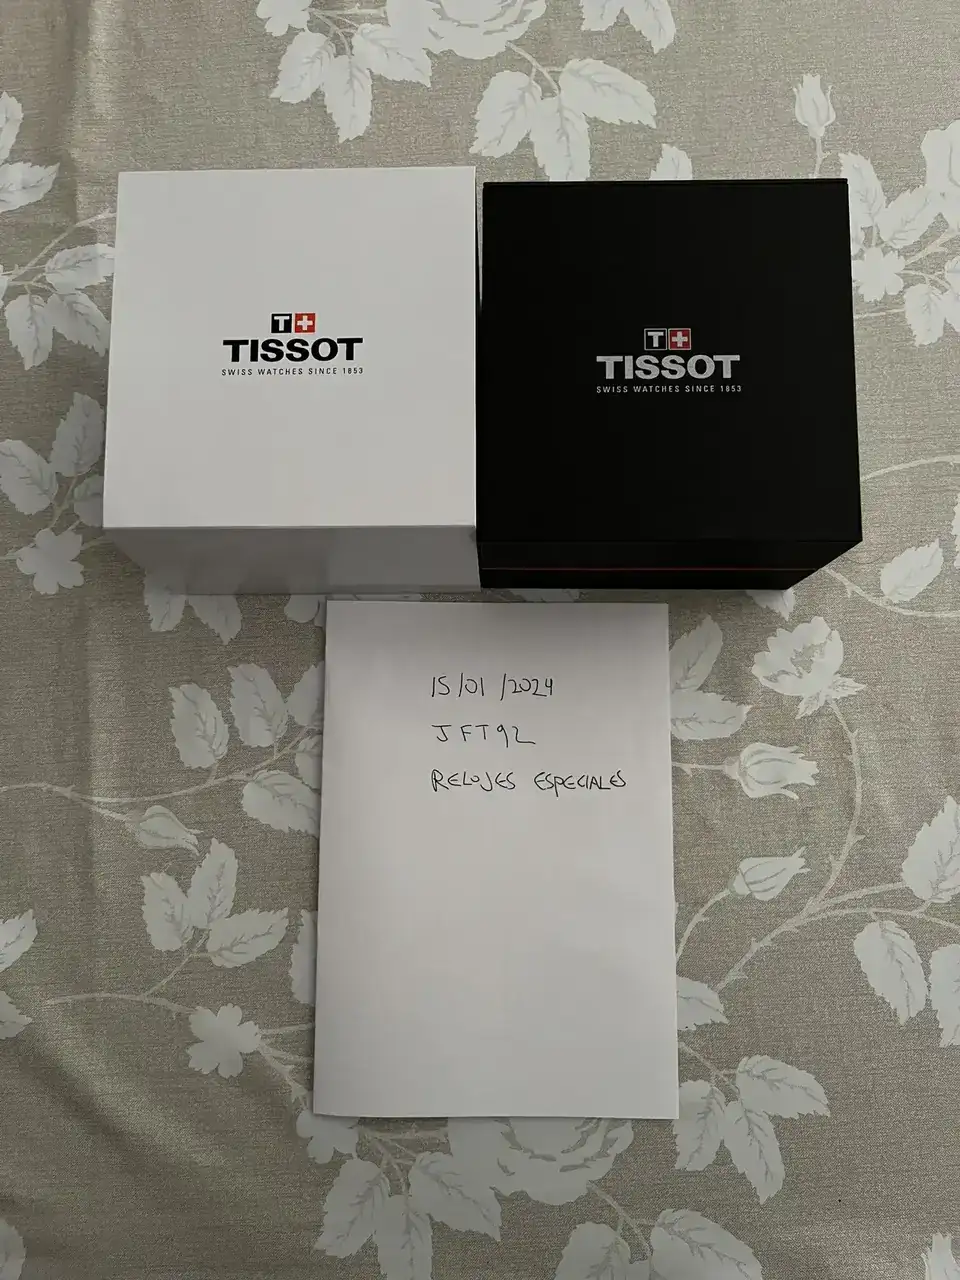 T+
TISSOT
SWISS WATCHES SINCE 1853
T+
TISSOT
SWISS WATCHES SINCE 1853
15/01/2024
JFT92
RELOJES ESPECIALES